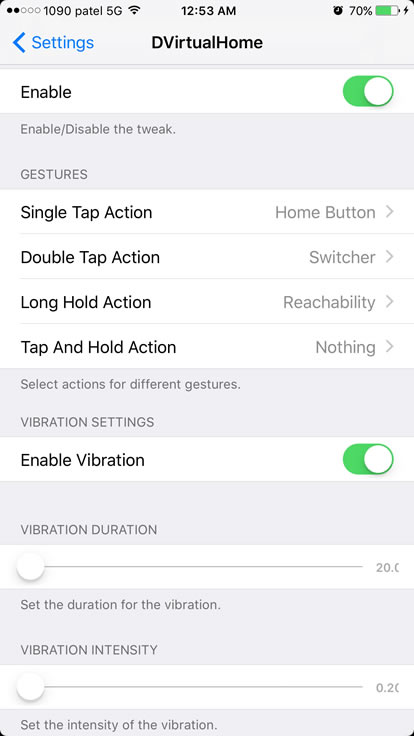 1090 patel 5G 12:53 AM 70%
Settings DVirtualHome
Enable
Enable/Disable the tweak.
GESTURES
Single Tap Action Home Button
Double Tap Action Switcher
Long Hold Action Reachability
Tap And Hold Action Nothing
Select actions for different gestures.
VIBRATION SETTINGS
Enable Vibration
VIBRATION DURATION
20.0
Set the duration for the vibration.
VIBRATION INTENSITY
0.20
Set the intensity of the vibration.